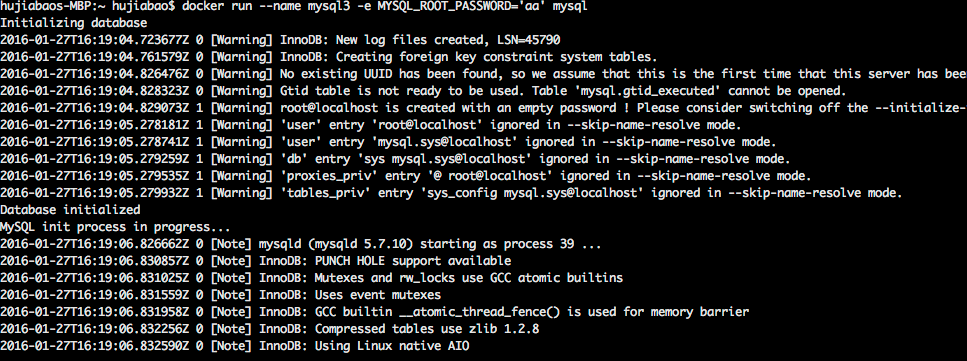 hujiabaos-MBP:~ hujiabao$ docker run --name mysql3 -e MYSQL_ROOT_PASSWORD='aa' mysql
Initializing database
2016-01-27T16:19:04.723677Z 0 [Warning] InnoDB: New log files created, LSN=45790
2016-01-27T16:19:04.761579Z 0 [Warning] InnoDB: Creating foreign key constraint system tables.
2016-01-27T16:19:04.826476Z 0 [Warning] No existing UUID has been found, so we assume that this is the first time that this server has bee
2016-01-27T16:19:04.828323Z 0 [Warning] Gtid table is not ready to be used. Table 'mysql.gtid_executed' cannot be opened.
2016-01-27T16:19:04.829073Z 1 [Warning] root@localhost is created with an empty password ! Please consider switching off the --initialize-
2016-01-27T16:19:05.278181Z 1 [Warning] 'user' entry 'root@localhost' ignored in --skip-name-resolve mode.
2016-01-27T16:19:05.278741Z 1 [Warning] 'user' entry 'mysql.sys@localhost' ignored in --skip-name-resolve mode.
2016-01-27T16:19:05.279259Z 1 [Warning] 'db' entry 'sys mysql.sys@localhost' ignored in --skip-name-resolve mode.
2016-01-27T16:19:05.279535Z 1 [Warning] 'proxies_priv' entry '@ root@localhost' ignored in --skip-name-resolve mode.
2016-01-27T16:19:05.279932Z 1 [Warning] 'tables_priv' entry 'sys_config mysql.sys@localhost' ignored in --skip-name-resolve mode.
Database initialized
MySQL init process in progress...
2016-01-27T16:19:06.826662Z 0 [Note] mysqld (mysqld 5.7.10) starting as process 39 ...
2016-01-27T16:19:06.830857Z 0 [Note] InnoDB: PUNCH HOLE support available
2016-01-27T16:19:06.831025Z 0 [Note] InnoDB: Mutexes and rw_locks use GCC atomic builtins
2016-01-27T16:19:06.831559Z 0 [Note] InnoDB: Uses event mutexes
2016-01-27T16:19:06.831958Z 0 [Note] InnoDB: GCC builtin __atomic_thread_fence() is used for memory barrier
2016-01-27T16:19:06.832256Z 0 [Note] InnoDB: Compressed tables use zlib 1.2.8
2016-01-27T16:19:06.832590Z 0 [Note] InnoDB: Using Linux native AIO